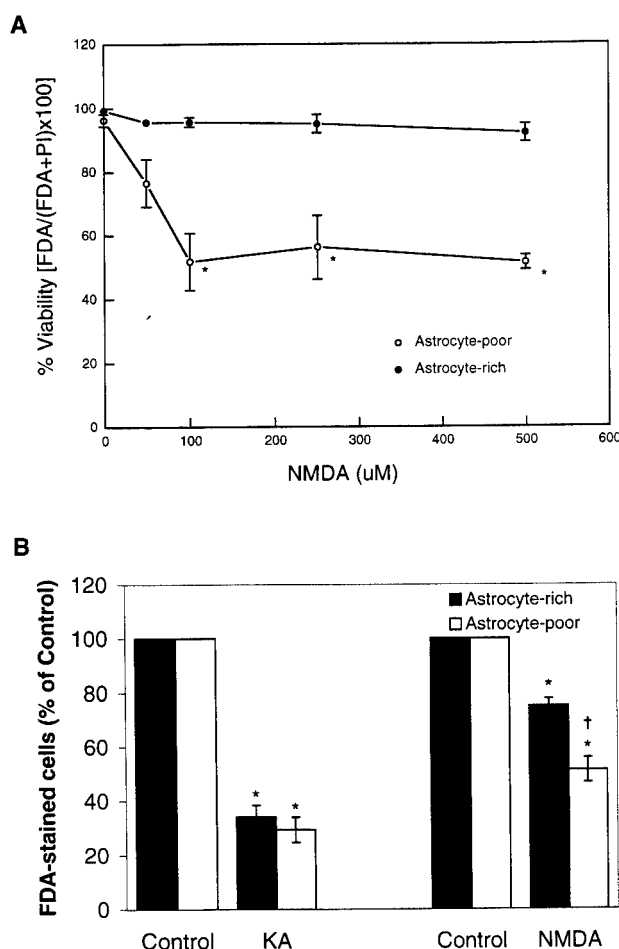 A
120
100
80
60
40
20
0
% Viability [FDA/(FDA+PI)x100]
*
*
*
Astrocyte-poor
Astrocyte-rich
0 100 200 300 400 500 600
NMDA (uM)
B
120
100
80
60
40
20
0
FDA-stained cells (% of Control)
Astrocyte-rich
Astrocyte-poor
* *
*
†
*
Control KA Control NMDA